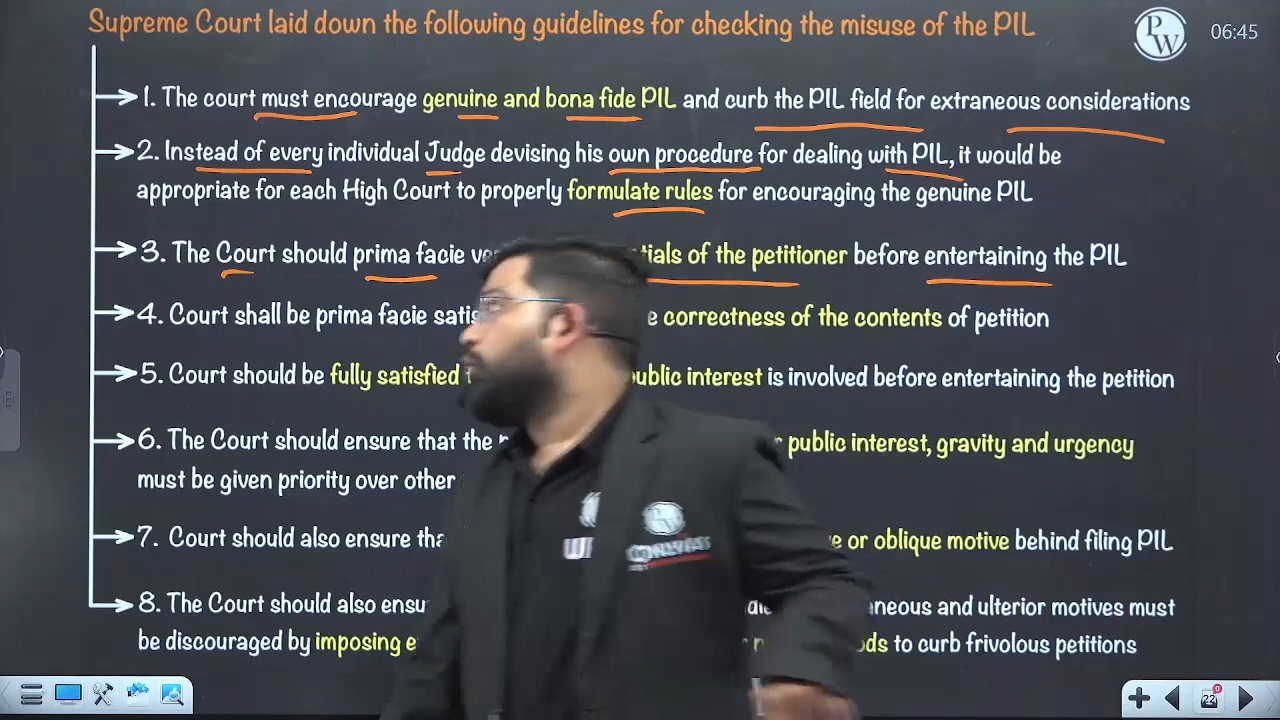 Supreme Court laid down the following guidelines for checking the misuse of the PIL
PW
06:45
1. The court must encourage genuine and bona fide PIL and curb the PIL field for extraneous considerations
2. Instead of every individual Judge devising his own procedure for dealing with PIL, it would be
appropriate for each High Court to properly formulate rules for encouraging the genuine PIL
3. The Court should prima facie of the petitioner before entertaining the PIL
4. Court shall be prima facie correctness of the contents of petition
5. Court should be fully satisfied public interest is involved before entertaining the petition
6. The Court should ensure that the public interest, gravity and urgency
must be given priority over other
7. Court should also ensure or oblique motive behind filing PIL
8. The Court should also and ulterior motives must
be discouraged by imposing to curb frivolous petitions
PW
22